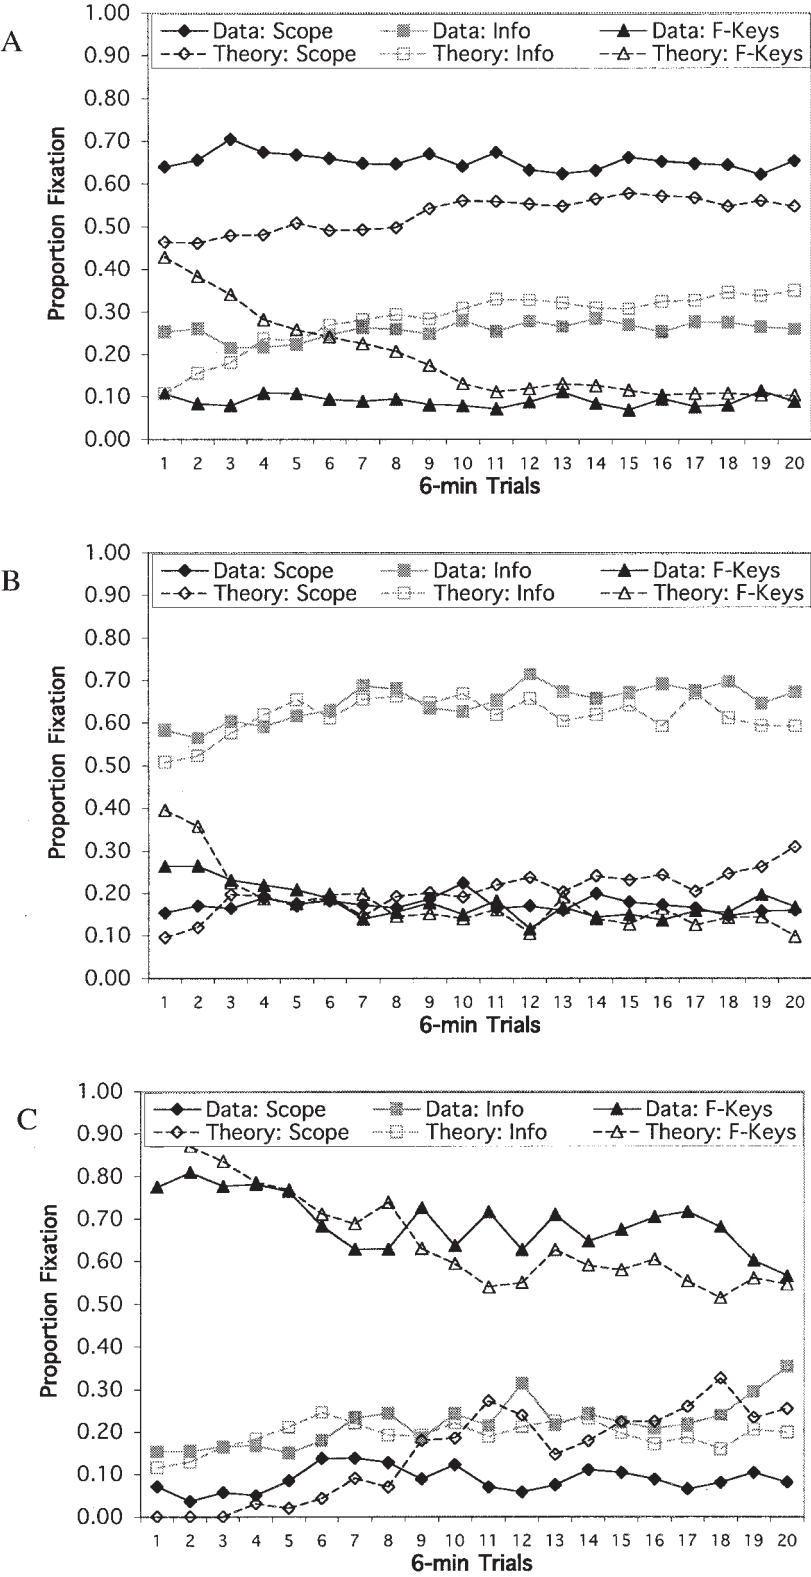 A
1.00
0.90
0.80
0.70
0.60
0.50
0.40
0.30
0.20
0.10
0.00
Proportion Fixation
Data: Scope Data: Info Data: F-Keys
Theory: Scope Theory: Info Theory: F-Keys
1 2 3 4 5 6 7 8 9 10 11 12 13 14 15 16 17 18 19 20
6-min Trials
B
1.00
0.90
0.80
0.70
0.60
0.50
0.40
0.30
0.20
0.10
0.00
Proportion Fixation
Data: Scope Data: Info Data: F-Keys
Theory: Scope Theory: Info Theory: F-Keys
1 2 3 4 5 6 7 8 9 10 11 12 13 14 15 16 17 18 19 20
6-min Trials
C
1.00
0.90
0.80
0.70
0.60
0.50
0.40
0.30
0.20
0.10
0.00
Proportion Fixation
Data: Scope Data: Info Data: F-Keys
Theory: Scope Theory: Info Theory: F-Keys
1 2 3 4 5 6 7 8 9 10 11 12 13 14 15 16 17 18 19 20
6-min Trials